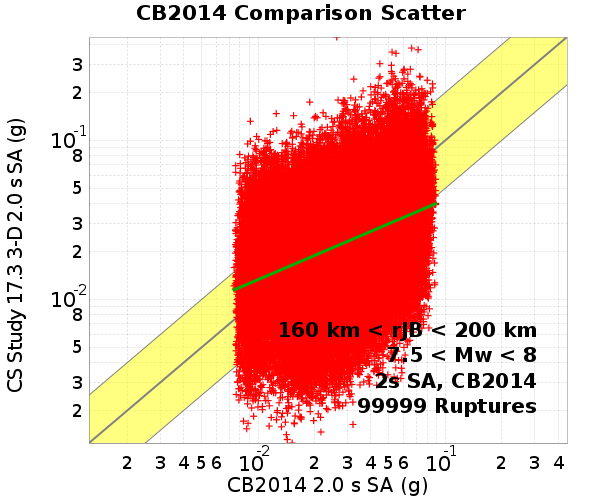 CB2014 Comparison Scatter
CS Study 17.3 3-D 2.0 s SA (g)
3
2
10-1
8
5
3
2
10-2
8
5
3
2
160 km < rJB < 200 km
7.5 < Mw < 8
2s SA, CB2014
99999 Ruptures
2 3 4 5 6 10-2 2 3 4 5 6 10-1 2 3 4
CB2014 2.0 s SA (g)